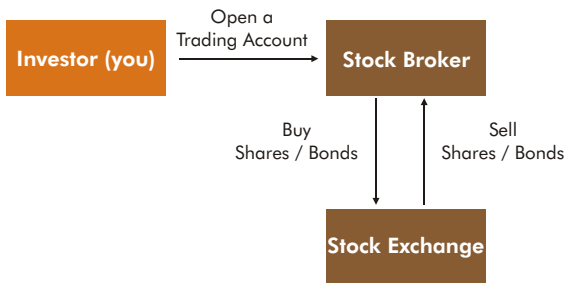 Open a
Trading Account
Investor (you)
Stock Broker
Buy
Shares / Bonds
Sell
Shares / Bonds
Stock Exchange